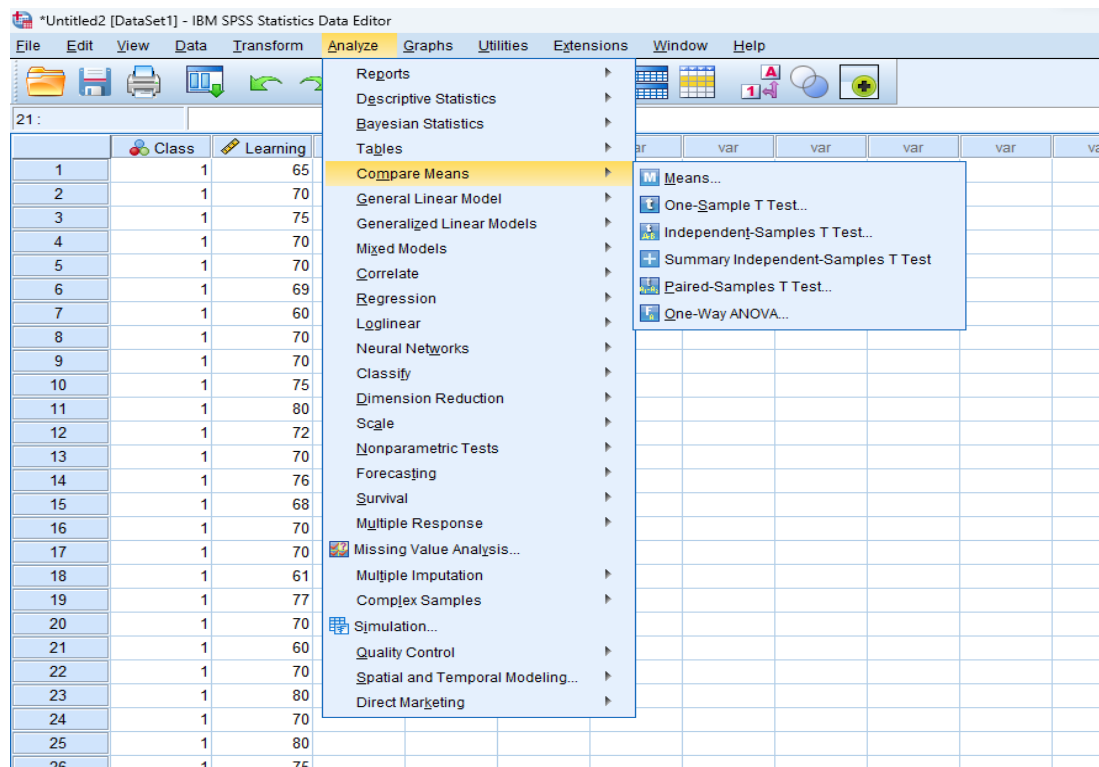 *Untitled2 [DataSet1] - IBM SPSS Statistics Data Editor
File Edit View Data Transform Analyze Graphs Utilities Extensions Window Help
21 :
Class Learning var var var var
Reports
Descriptive Statistics
Bayesian Statistics
Tables
Compare Means
General Linear Model
Generalized Linear Models
Mixed Models
Correlate
Regression
Loglinear
Neural Networks
Classify
Dimension Reduction
Scale
Nonparametric Tests
Forecasting
Survival
Multiple Response
Missing Value Analysis...
Multiple Imputation
Complex Samples
Simulation...
Quality Control
Spatial and Temporal Modeling...
Direct Marketing
Means...
One-Sample T Test...
Independent-Samples T Test...
Summary Independent-Samples T Test
Paired-Samples T Test...
One-Way ANOVA...
1 1 65
2 1 70
3 1 75
4 1 70
5 1 70
6 1 69
7 1 60
8 1 70
9 1 70
10 1 75
11 1 80
12 1 72
13 1 70
14 1 76
15 1 68
16 1 70
17 1 70
18 1 61
19 1 77
20 1 70
21 1 60
22 1 70
23 1 80
24 1 70
25 1 80
26 1 75